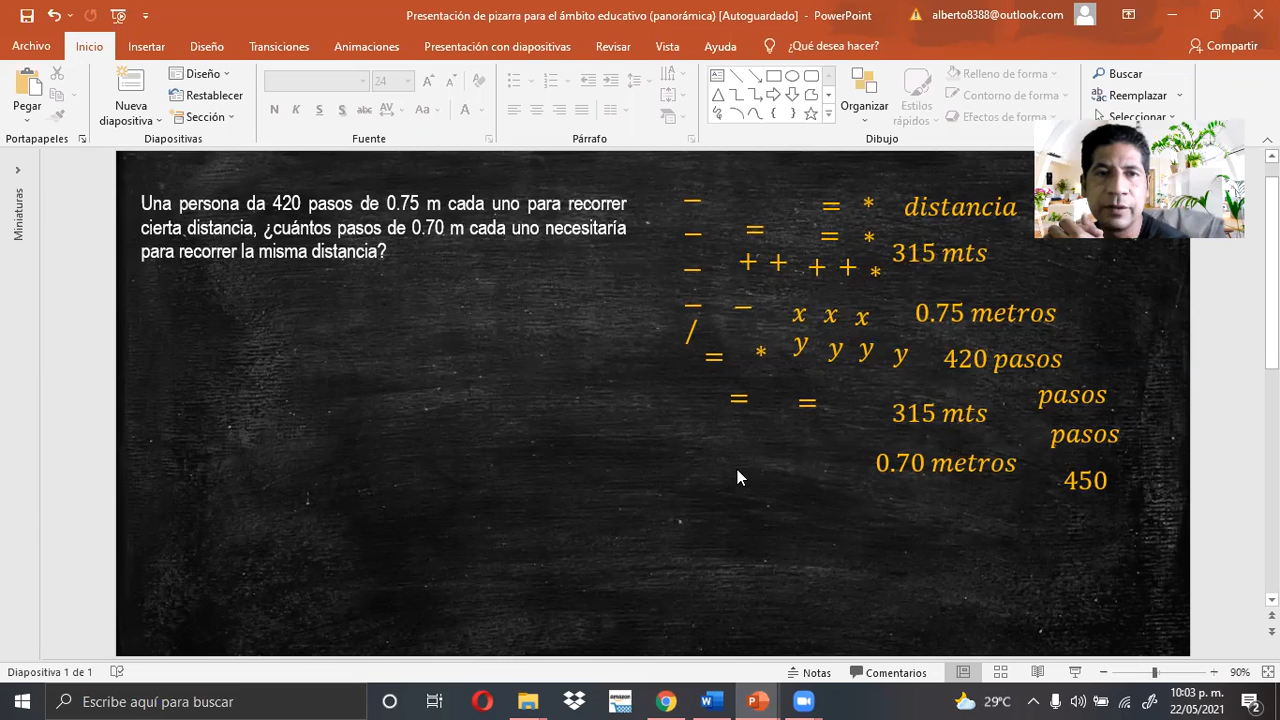 Presentación de pizarra para el ámbito educativo (panorámica) [Autoguardado] - PowerPoint
alberto8388@outlook.com
Archivo Inicio Insertar Diseño Transiciones Animaciones Presentación con diapositivas Revisar Vista Ayuda ¿Qué desea hacer? Compartir
Pegar
Nueva diapositiva
Diseño
Restablecer
Sección
24
N K S abc AV Aa A
Organizar
Estilos rápidos
Relleno de forma
Contorno de forma
Efectos de forma
Buscar
Reemplazar
Seleccionar
Portapapeles Diapositivas Fuente Párrafo Dibujo
Miniaturas
Una persona da 420 pasos de 0.75 m cada uno para recorrer
cierta distancia, ¿cuántos pasos de 0.70 m cada uno necesitaría
para recorrer la misma distancia?
− = * distancia
− = = * 315 mts
− + + + + *
− − x x x 0.75 metros
/ = * y y y y 420 pasos
= = 315 mts pasos
pasos
0.70 metros
450
Diapositiva 1 de 1
Notas Comentarios 90%
Escribe aquí para buscar
amazon
29°C
10:03 p. m.
22/05/2021
2